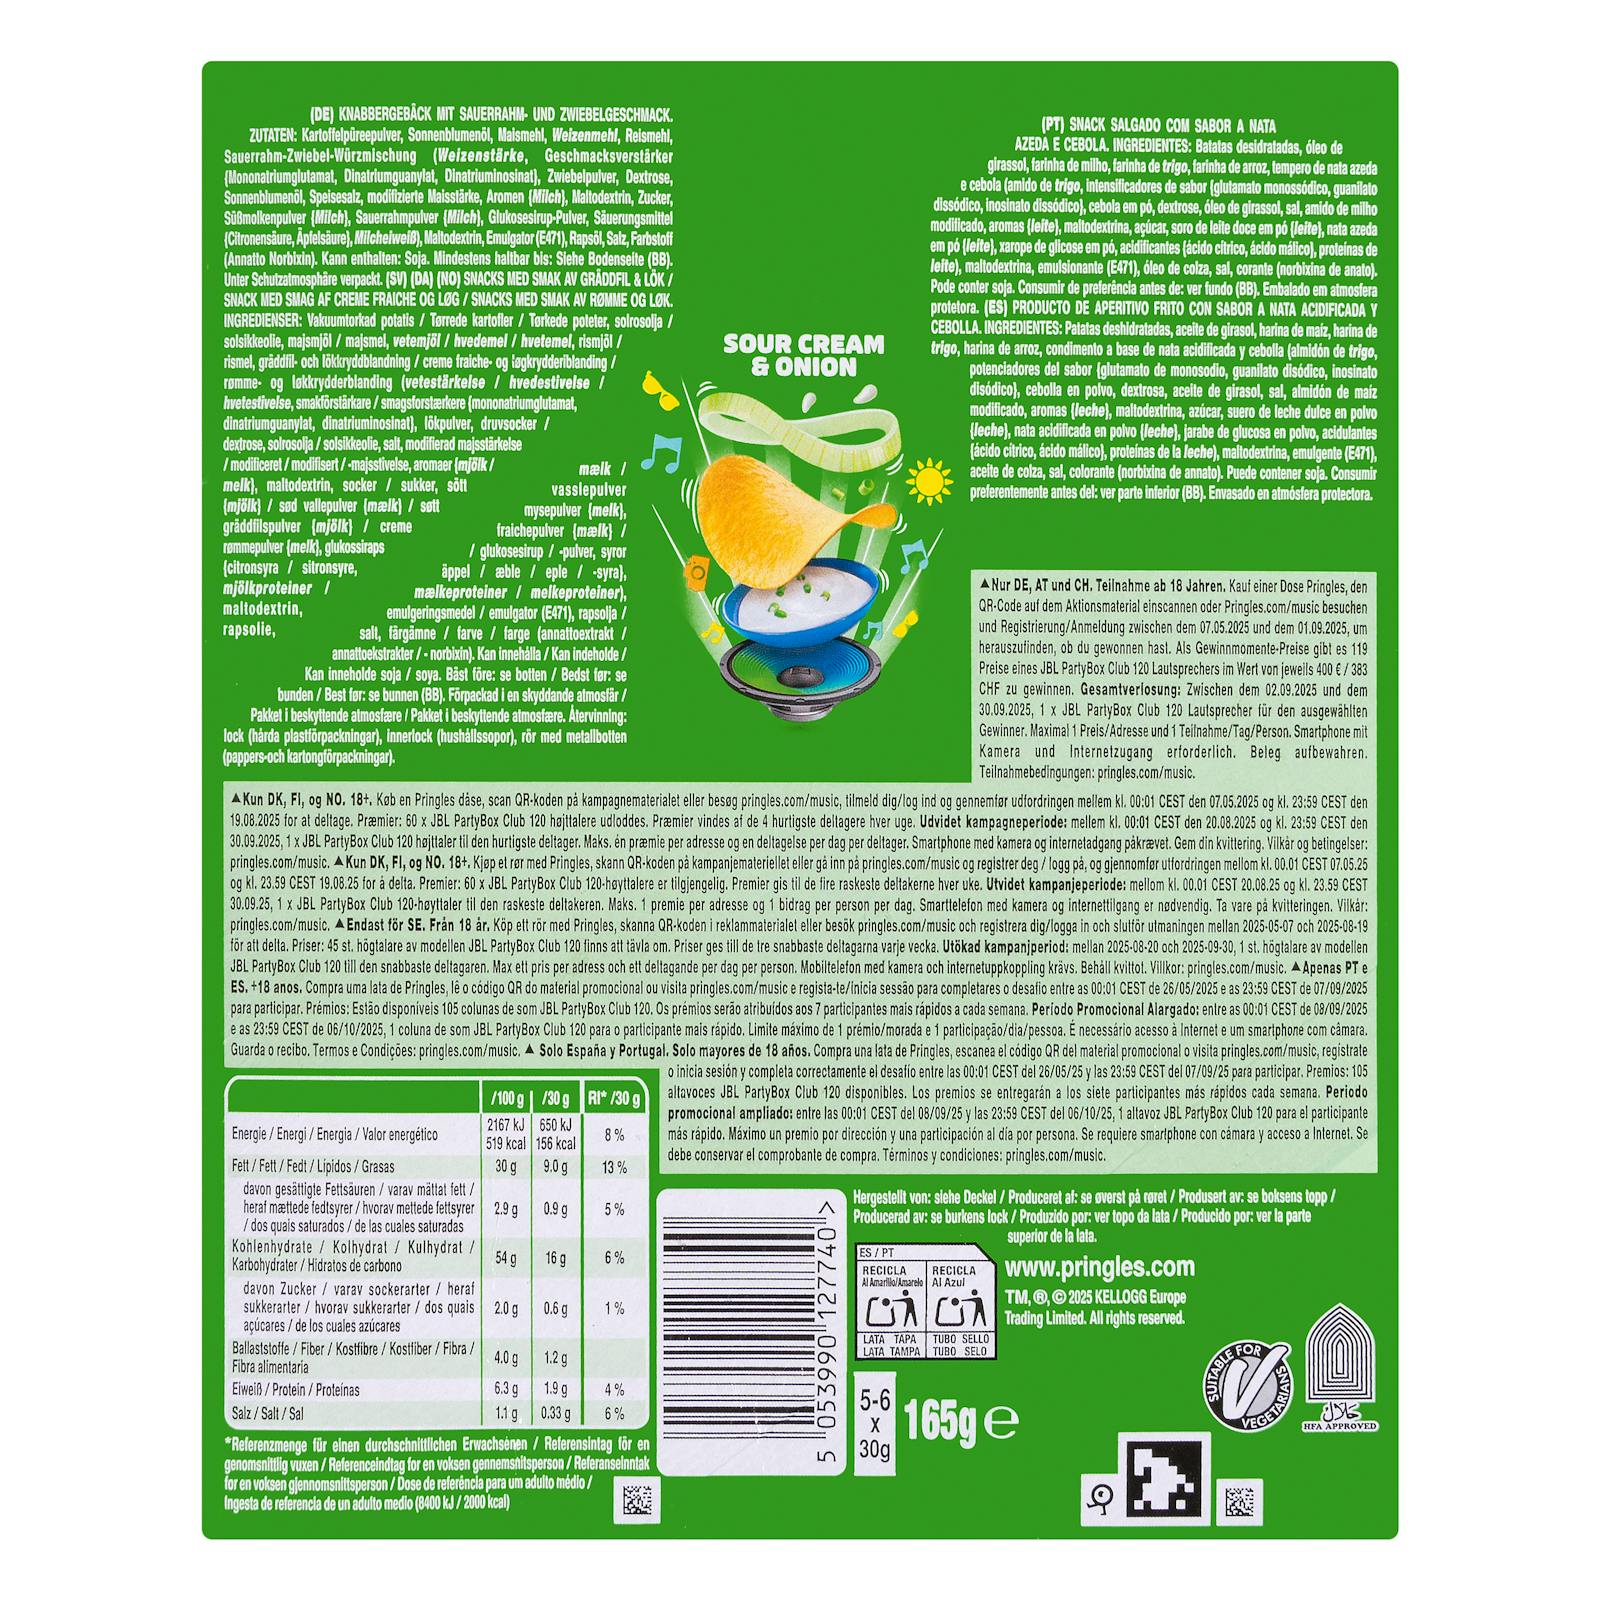 (DE) KNABBERGEBÄCK MIT SAUERRAHM- UND ZWIEBELGESCHMACK.
ZUTATEN: Kartoffelpüreepulver, Sonnenblumenöl, Maismehl, Weizenmehl, Reismehl,
Sauerrahm-Zwiebel-Würzmischung (Weizenstärke, Geschmacksverstärker
{Mononatriumglutamat, Dinatriumguanylat, Dinatriuminosinat}, Zwiebelpulver, Dextrose,
Sonnenblumenöl, Speisesalz, modifizierte Maisstärke, Aromen {Milch}, Maltodextrin, Zucker,
Süßmolkenpulver {Milch}, Sauerrahmpulver {Milch}, Glukosesirup-Pulver, Säuerungsmittel
{Citronensäure, Äpfelsäure}, Milcheiweiß), Maltodextrin, Emulgator (E471), Rapsöl, Salz, Farbstoff
(Annatto Norbixin). Kann enthalten: Soja. Mindestens haltbar bis: Siehe Bodenseite (BB).
Unter Schutzatmosphäre verpackt. (SV) (DA) (NO) SNACKS MED SMAK AV GRÄDDFIL & LÖK /
SNACK MED SMAG AF CREME FRAICHE OG LØG / SNACKS MED SMAK AV RØMME OG LØK.
INGREDIENSER: Vakuumtorkad potatis / Tørrede kartofler / Tørkede poteter, solrosolja /
solsikkeolie, majsmjöl / majsmel, vetemjöl / hvedemel / hvetemel, rismjöl /
rismel, gräddfil- och lökkryddblandning / creme fraiche- og løgkrydderiblanding /
rømme- og løkkrydderblanding (vetestärkelse / hvedestivelse /
hvetestivelse, smakförstärkare / smagsforstærkere {mononatriumglutamat,
dinatriumguanylat, dinatriuminosinat}, lökpulver, druvsocker /
dextrose, solrosolja / solsikkeolie, salt, modifierad majsstärkelse
/ modificeret / modifisert / -majsstivelse, aromaer {mjölk / mælk /
melk}, maltodextrin, socker / sukker, sött vasslepulver
{mjölk} / sød vallepulver {mælk} / søtt mysepulver {melk},
gräddfilspulver {mjölk} / creme fraichepulver {mælk} /
rømmepulver {melk}, glukossiraps / glukosesirup / -pulver, syror
{citronsyra / sitronsyre, äppel / æble / eple / -syra},
mjölkproteiner / mælkeproteiner / melkeproteiner),
maltodextrin, emulgeringsmedel / emulgator (E471), rapsolja /
rapsolie, salt, färgämne / farve / farge (annattoextrakt /
annattoekstrakter / - norbixin). Kan innehålla / Kan indeholde /
Kan inneholde soja / soya. Bäst före: se botten / Bedst før: se
bunden / Best før: se bunnen (BB). Förpackad i en skyddande atmosfär /
Pakket i beskyttende atmosfære / Pakket i beskyttende atmosfære. Återvinning:
lock (hårda plastförpackningar), innerlock (hushållssopor), rör med metallbotten
(pappers-och kartongförpackningar).
SOUR CREAM
& ONION
(PT) SNACK SALGADO COM SABOR A NATA
AZEDA E CEBOLA. INGREDIENTES: Batatas desidratadas, óleo de
girassol, farinha de milho, farinha de trigo, farinha de arroz, tempero de nata azeda
e cebola (amido de trigo, intensificadores de sabor {glutamato monossódico, guanilato
dissódico, inosinato dissódico}, cebola em pó, dextrose, óleo de girassol, sal, amido de milho
modificado, aromas {leite}, maltodextrina, açúcar, soro de leite doce em pó {leite}, nata azeda
em pó {leite}, xarope de glicose em pó, acidificantes {ácido cítrico, ácido málico}, proteínas de
leite), maltodextrina, emulsionante (E471), óleo de colza, sal, corante (norbixina de anato).
Pode conter soja. Consumir de preferência antes de: ver fundo (BB). Embalado em atmosfera
protetora. (ES) PRODUCTO DE APERITIVO FRITO CON SABOR A NATA ACIDIFICADA Y
CEBOLLA. INGREDIENTES: Patatas deshidratadas, aceite de girasol, harina de maíz, harina de
trigo, harina de arroz, condimento a base de nata acidificada y cebolla (almidón de trigo,
potenciadores del sabor {glutamato de monosodio, guanilato disódico, inosinato
disódico}, cebolla en polvo, dextrosa, aceite de girasol, sal, almidón de maíz
modificado, aromas {leche}, maltodextrina, azúcar, suero de leche dulce en polvo
{leche}, nata acidificada en polvo {leche}, jarabe de glucosa en polvo, acidulantes
{ácido cítrico, ácido málico}, proteínas de la leche), maltodextrina, emulgente (E471),
aceite de colza, sal, colorante (norbixina de annato). Puede contener soja. Consumir
preferentemente antes del: ver parte inferior (BB). Envasado en atmósfera protectora.
▲Nur DE, AT und CH. Teilnahme ab 18 Jahren. Kauf einer Dose Pringles, den
QR-Code auf dem Aktionsmaterial einscannen oder Pringles.com/music besuchen
und Registrierung/Anmeldung zwischen dem 07.05.2025 und dem 01.09.2025, um
herauszufinden, ob du gewonnen hast. Als Gewinnmomente-Preise gibt es 119
Preise eines JBL PartyBox Club 120 Lautsprechers im Wert von jeweils 400 € / 383
CHF zu gewinnen. Gesamtverlosung: Zwischen dem 02.09.2025 und dem
30.09.2025, 1 x JBL PartyBox Club 120 Lautsprecher für den ausgewählten
Gewinner. Maximal 1 Preis/Adresse und 1 Teilnahme/Tag/Person. Smartphone mit
Kamera und Internetzugang erforderlich. Beleg aufbewahren.
Teilnahmebedingungen: pringles.com/music.
▲Kun DK, FI, og NO. 18+. Køb en Pringles dåse, scan QR-koden på kampagnematerialet eller besøg pringles.com/music, tilmeld dig/log ind og gennemfør udfordringen mellem kl. 00:01 CEST den 07.05.2025 og kl. 23:59 CEST den
19.08.2025 for at deltage. Præmier: 60 x JBL PartyBox Club 120 højttalere udloddes. Præmier vindes af de 4 hurtigste deltagere hver uge. Udvidet kampagneperiode: mellem kl. 00:01 CEST den 20.08.2025 og kl. 23:59 CEST den
30.09.2025, 1 x JBL PartyBox Club 120 højttaler til den hurtigste deltager. Maks. én præmie per adresse og en deltagelse per dag per deltager. Smartphone med kamera og internetadgang påkrævet. Gem din kvittering. Vilkår og betingelser:
pringles.com/music. ▲Kun DK, FI, og NO. 18+. Kjøp et rør med Pringles, skann QR-koden på kampanjemateriellet eller gå inn på pringles.com/music og registrer deg / logg på, og gjennomfør utfordringen mellom kl. 00.01 CEST 07.05.25
og kl. 23.59 CEST 19.08.25 for å delta. Premier: 60 x JBL PartyBox Club 120-høyttalere er tilgjengelig. Premier gis til de fire raskeste deltakerne hver uke. Utvidet kampanjeperiode: mellom kl. 00.01 CEST 20.08.25 og kl. 23.59 CEST
30.09.25, 1 x JBL PartyBox Club 120-høyttaler til den raskeste deltakeren. Maks. 1 premie per adresse og 1 bidrag per person per dag. Smarttelefon med kamera og internettilgang er nødvendig. Ta vare på kvitteringen. Vilkår:
pringles.com/music. ▲Endast för SE. Från 18 år. Köp ett rör med Pringles, skanna QR-koden i reklammaterialet eller besök pringles.com/music och registrera dig/logga in och slutför utmaningen mellan 2025-05-07 och 2025-08-19
för att delta. Priser: 45 st. högtalare av modellen JBL PartyBox Club 120 finns att tävla om. Priser ges till de tre snabbaste deltagarna varje vecka. Utökad kampanjperiod: mellan 2025-08-20 och 2025-09-30, 1 st. högtalare av modellen
JBL PartyBox Club 120 till den snabbaste deltagaren. Max ett pris per adress och ett deltagande per dag per person. Mobiltelefon med kamera och internetuppkoppling krävs. Behåll kvittot. Villkor: pringles.com/music. ▲Apenas PT e
ES. +18 anos. Compra uma lata de Pringles, lê o código QR do material promocional ou visita pringles.com/music e regista-te/inicia sessão para completares o desafio entre as 00:01 CEST de 26/05/2025 e as 23:59 CEST de 07/09/2025
para participar. Prémios: Estão disponíveis 105 colunas de som JBL PartyBox Club 120. Os prémios serão atribuídos aos 7 participantes mais rápidos a cada semana. Período Promocional Alargado: entre as 00:01 CEST de 08/09/2025
e as 23:59 CEST de 06/10/2025, 1 coluna de som JBL PartyBox Club 120 para o participante mais rápido. Limite máximo de 1 prémio/morada e 1 participação/dia/pessoa. É necessário acesso à Internet e um smartphone com câmara.
Guarda o recibo. Termos e Condições: pringles.com/music. ▲ Solo España y Portugal. Solo mayores de 18 años. Compra una lata de Pringles, escanea el código QR del material promocional o visita pringles.com/music, regístrate
o inicia sesión y completa correctamente el desafío entre las 00:01 CEST del 26/05/25 y las 23:59 CEST del 07/09/25 para participar. Premios: 105
altavoces JBL PartyBox Club 120 disponibles. Los premios se entregarán a los siete participantes más rápidos cada semana. Periodo
promocional ampliado: entre las 00:01 CEST del 08/09/25 y las 23:59 CEST del 06/10/25, 1 altavoz JBL PartyBox Club 120 para el participante
más rápido. Máximo un premio por dirección y una participación al día por persona. Se requiere smartphone con cámara y acceso a Internet. Se
debe conservar el comprobante de compra. Términos y condiciones: pringles.com/music.
/100 g /30 g RI* /30 g
Energie / Energi / Energia / Valor energético 2167 kJ 519 kcal 650 kJ 156 kcal 8 %
Fett / Fett / Fedt / Lípidos / Grasas 30 g 9.0 g 13 %
davon gesättigte Fettsäuren / varav mättat fett /
heraf mættede fedtsyrer / hvorav mettede fettsyrer
/ dos quais saturados / de las cuales saturadas 2.9 g 0.9 g 5 %
Kohlenhydrate / Kolhydrat / Kulhydrat /
Karbohydrater / Hidratos de carbono 54 g 16 g 6 %
davon Zucker / varav sockerarter / heraf
sukkerarter / hvorav sukkerarter / dos quais
açúcares / de los cuales azúcares 2.0 g 0.6 g 1 %
Ballaststoffe / Fiber / Kostfibre / Kostfiber / Fibra /
Fibra alimentaria 4.0 g 1.2 g
Eiweiß / Protein / Proteínas 6.3 g 1.9 g 4 %
Salz / Salt / Sal 1.1 g 0.33 g 6 %
*Referenzmenge für einen durchschnittlichen Erwachsenen / Referensintag för en
genomsnittlig vuxen / Referenceindtag for en voksen gennemsnitsperson / Referanseinntak
for en voksen gjennomsnittsperson / Dose de referência para um adulto médio /
Ingesta de referencia de un adulto medio (8400 kJ / 2000 kcal)
5 053990 127740 >
Hergestellt von: siehe Deckel / Produceret af: se øverst på røret / Produsert av: se boksens topp /
Producerad av: se burkens lock / Produzido por: ver topo da lata / Producido por: ver la parte
superior de la lata.
ES / PT
RECICLA RECICLA
Al Amarillo/Amarelo Al Azul
LATA TAPA TUBO SELLO
LATA TAMPA TUBO SELO
www.pringles.com
TM, ®, © 2025 KELLOGG Europe
Trading Limited. All rights reserved.
5-6
x
30g
165g e
SUITABLE FOR VEGETARIANS
حلال
HFA APPROVED